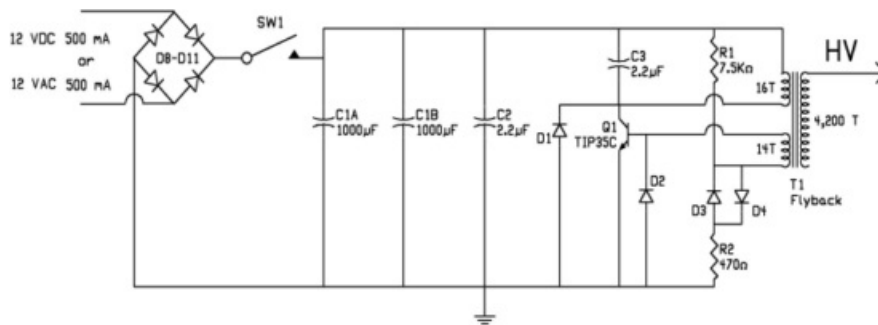 12 VDC 500 mA
or
12 VAC 500 mA
D8-D11
SW1
C1A
1000µF
C1B
1000µF
C2
2.2µF
D1
C3
2.2µF
Q1
TIP35C
D2
R1
7.5KΩ
16T
14T
D3
D4
R2
470Ω
HV
4,200 T
T1
Flyback